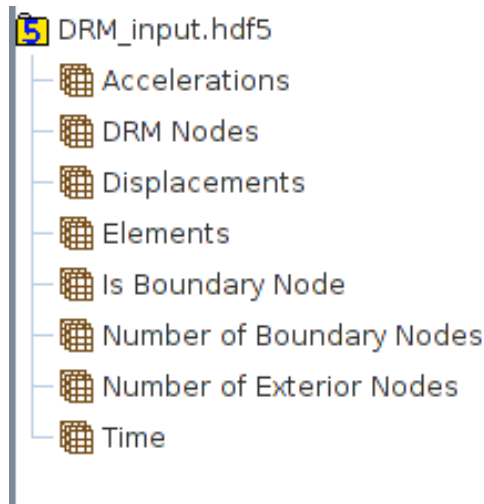 5 DRM_input.hdf5
Accelerations
DRM Nodes
Displacements
Elements
Is Boundary Node
Number of Boundary Nodes
Number of Exterior Nodes
Time